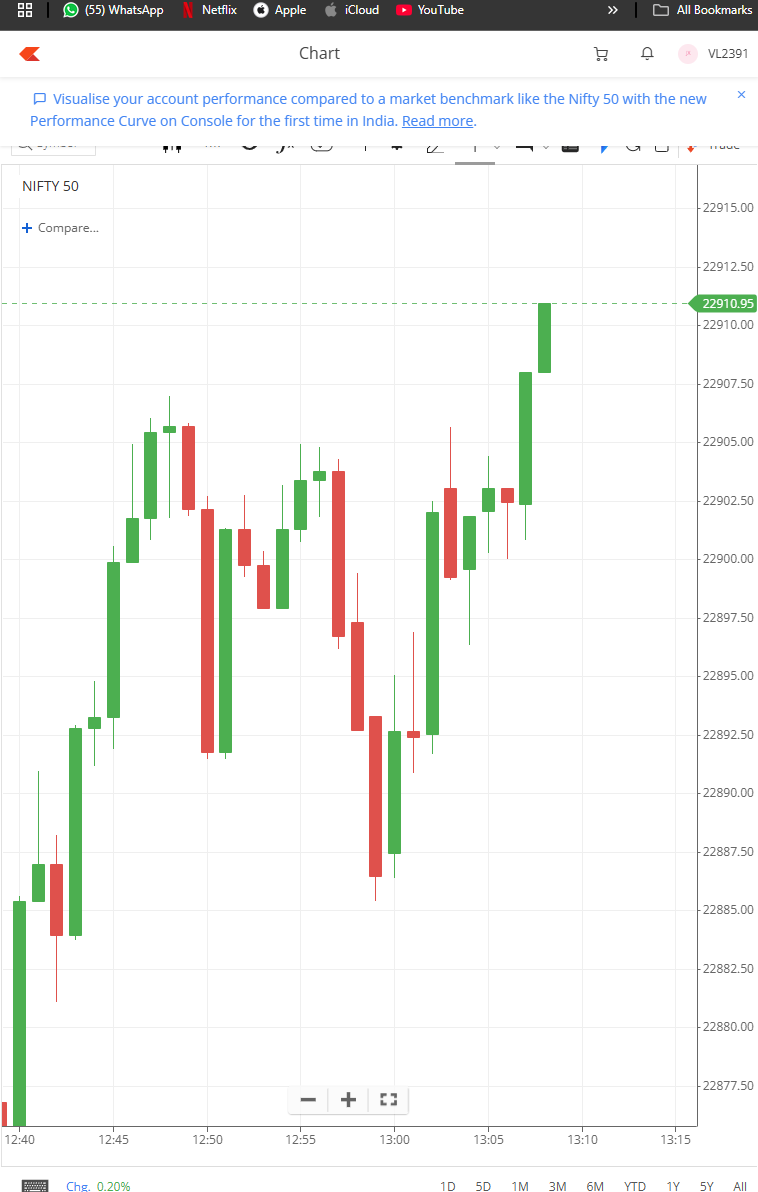 (55) WhatsApp Netflix Apple iCloud YouTube » All Bookmarks
Chart VL2391
Visualise your account performance compared to a market benchmark like the Nifty 50 with the new
Performance Curve on Console for the first time in India. Read more.
NIFTY 50
+ Compare...
22915.00
22912.50
22910.95
22910.00
22907.50
22905.00
22902.50
22900.00
22897.50
22895.00
22892.50
22890.00
22887.50
22885.00
22882.50
22880.00
22877.50
12:40 12:45 12:50 12:55 13:00 13:05 13:10 13:15
Chg. 0.20% 1D 5D 1M 3M 6M YTD 1Y 5Y All